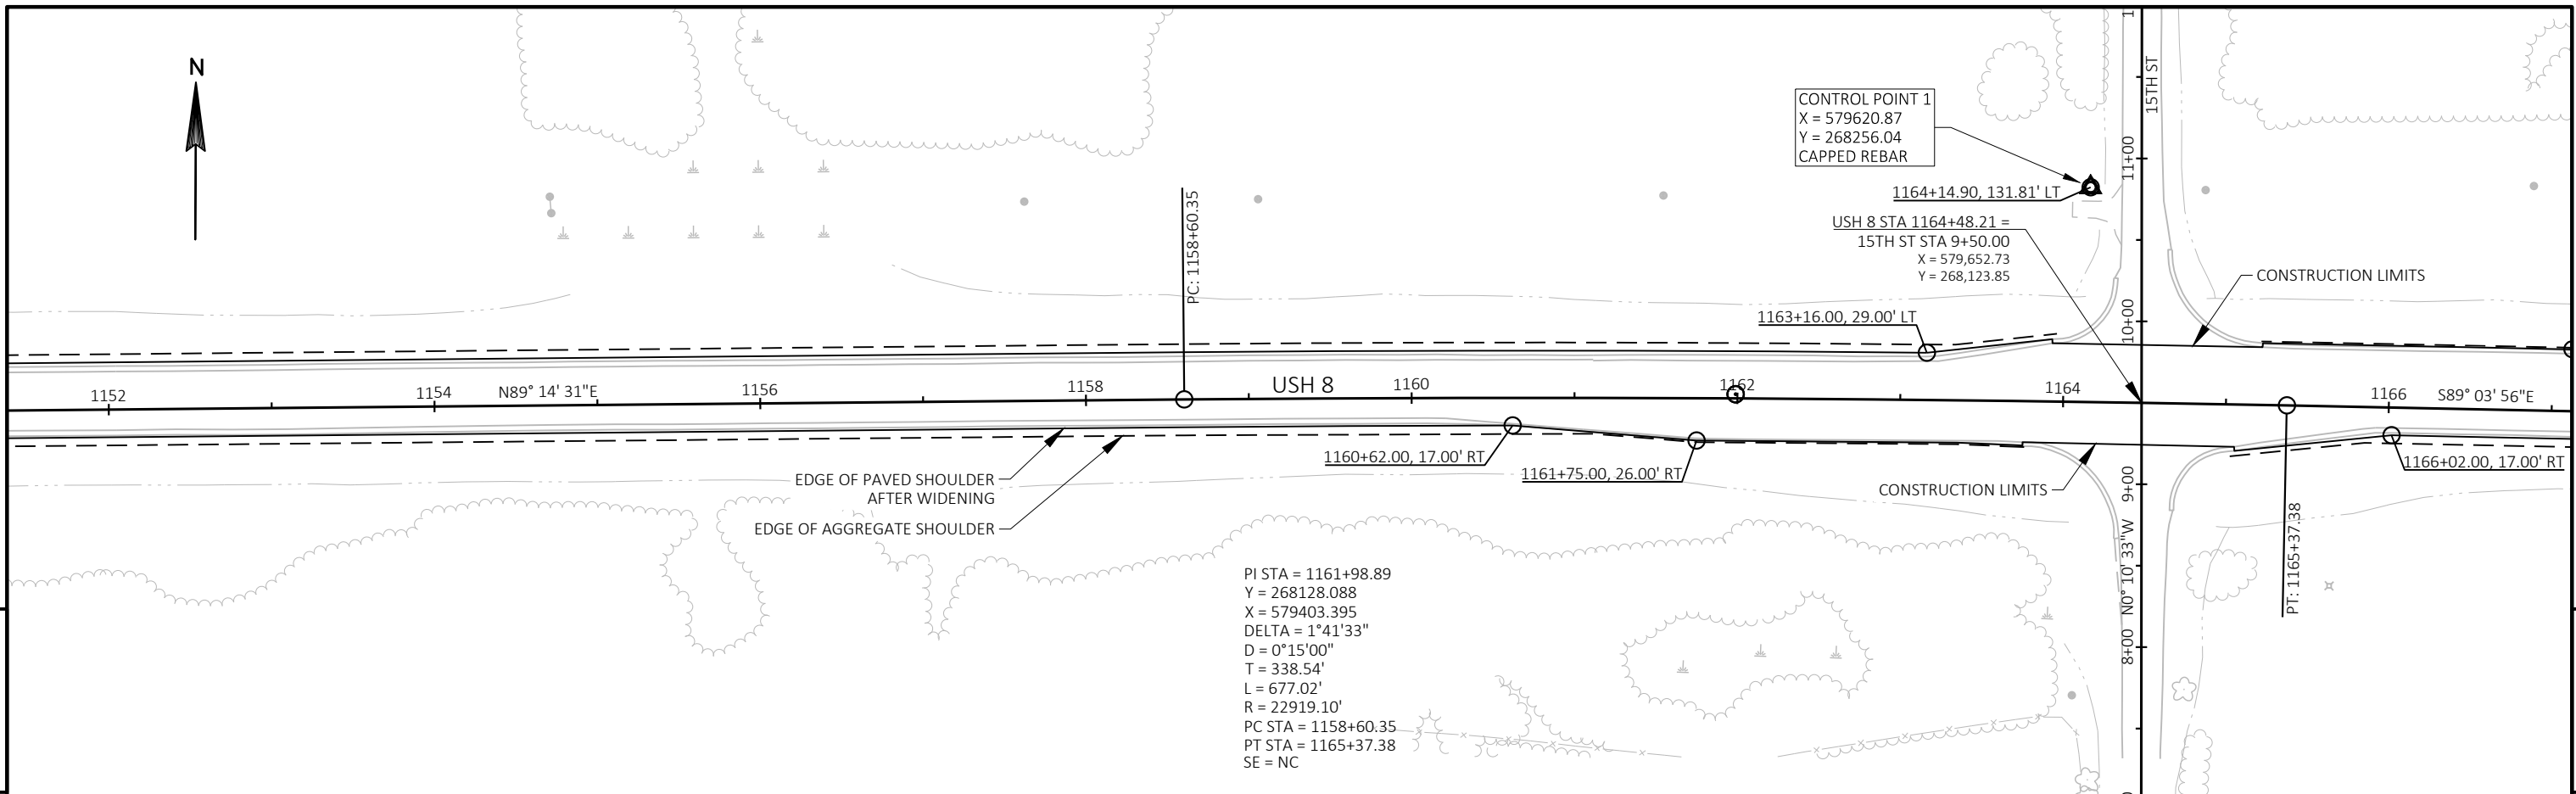 N
CONTROL POINT 1
X = 579620.87
Y = 268256.04
CAPPED REBAR
1164+14.90, 131.81' LT
USH 8 STA 1164+48.21 =
15TH ST STA 9+50.00
X = 579,652.73
Y = 268,123.85
15TH ST
11+00
10+00
9+00
8+00
N0° 10' 33"W
CONSTRUCTION LIMITS
PC: 1158+60.35
1163+16.00, 29.00' LT
1152
1154
N89° 14' 31"E
1156
1158
USH 8
1160
1162
1164
1166
S89° 03' 56"E
1160+62.00, 17.00' RT
1161+75.00, 26.00' RT
1166+02.00, 17.00' RT
EDGE OF PAVED SHOULDER
AFTER WIDENING
EDGE OF AGGREGATE SHOULDER
CONSTRUCTION LIMITS
PT: 1165+37.38
PI STA = 1161+98.89
Y = 268128.088
X = 579403.395
DELTA = 1°41'33"
D = 0°15'00"
T = 338.54'
L = 677.02'
R = 22919.10'
PC STA = 1158+60.35
PT STA = 1165+37.38
SE = NC